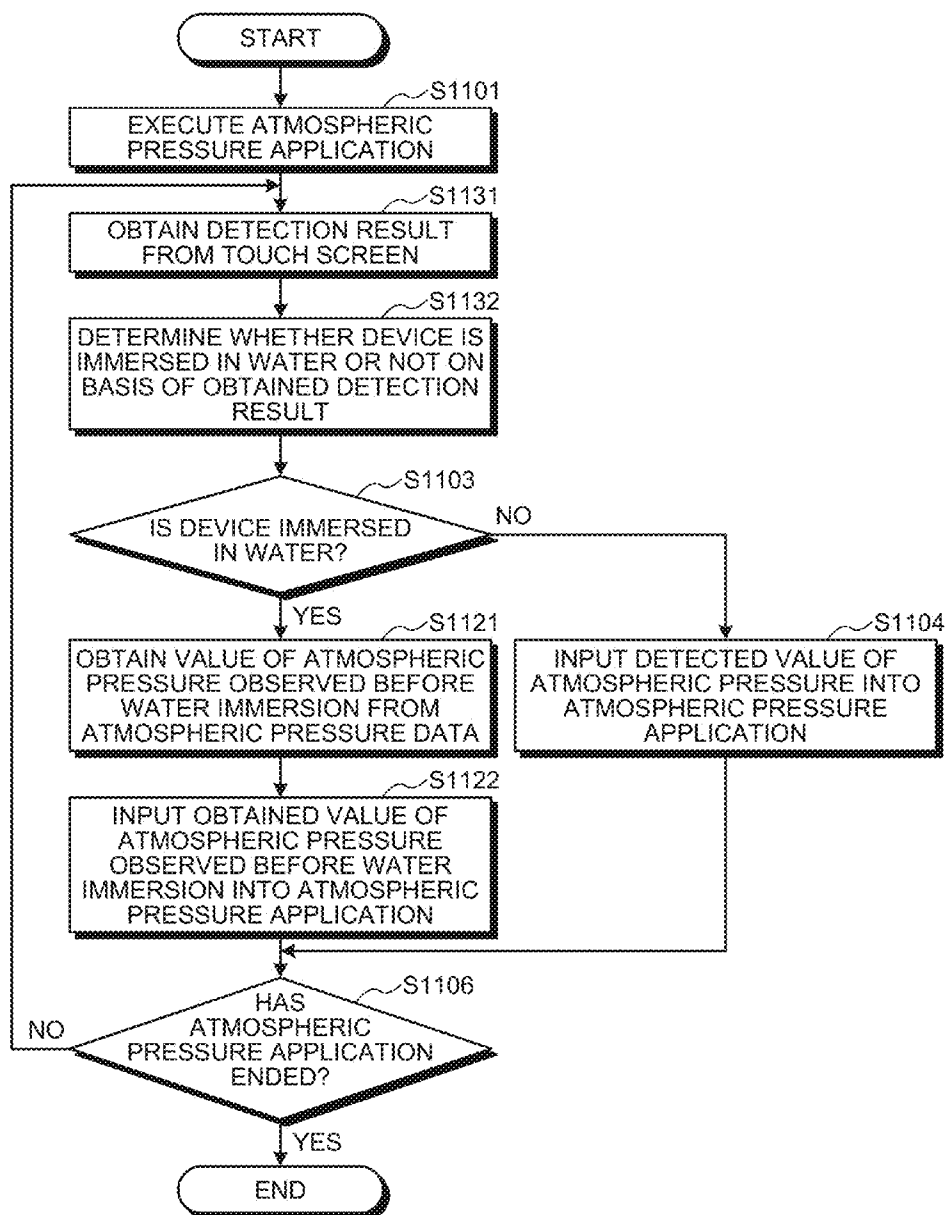 START
S1101
EXECUTE ATMOSPHERIC
PRESSURE APPLICATION
S1131
OBTAIN DETECTION RESULT
FROM TOUCH SCREEN
S1132
DETERMINE WHETHER DEVICE IS
IMMERSED IN WATER OR NOT ON
BASIS OF OBTAINED DETECTION
RESULT
S1103
IS DEVICE IMMERSED
IN WATER?
NO
YES
S1121
OBTAIN VALUE OF ATMOSPHERIC
PRESSURE OBSERVED BEFORE
WATER IMMERSION FROM
ATMOSPHERIC PRESSURE DATA
S1104
INPUT DETECTED VALUE OF
ATMOSPHERIC PRESSURE INTO
ATMOSPHERIC PRESSURE
APPLICATION
S1122
INPUT OBTAINED VALUE OF
ATMOSPHERIC PRESSURE
OBSERVED BEFORE WATER
IMMERSION INTO ATMOSPHERIC
PRESSURE APPLICATION
S1106
HAS
ATMOSPHERIC
PRESSURE APPLICATION
ENDED?
NO
YES
END